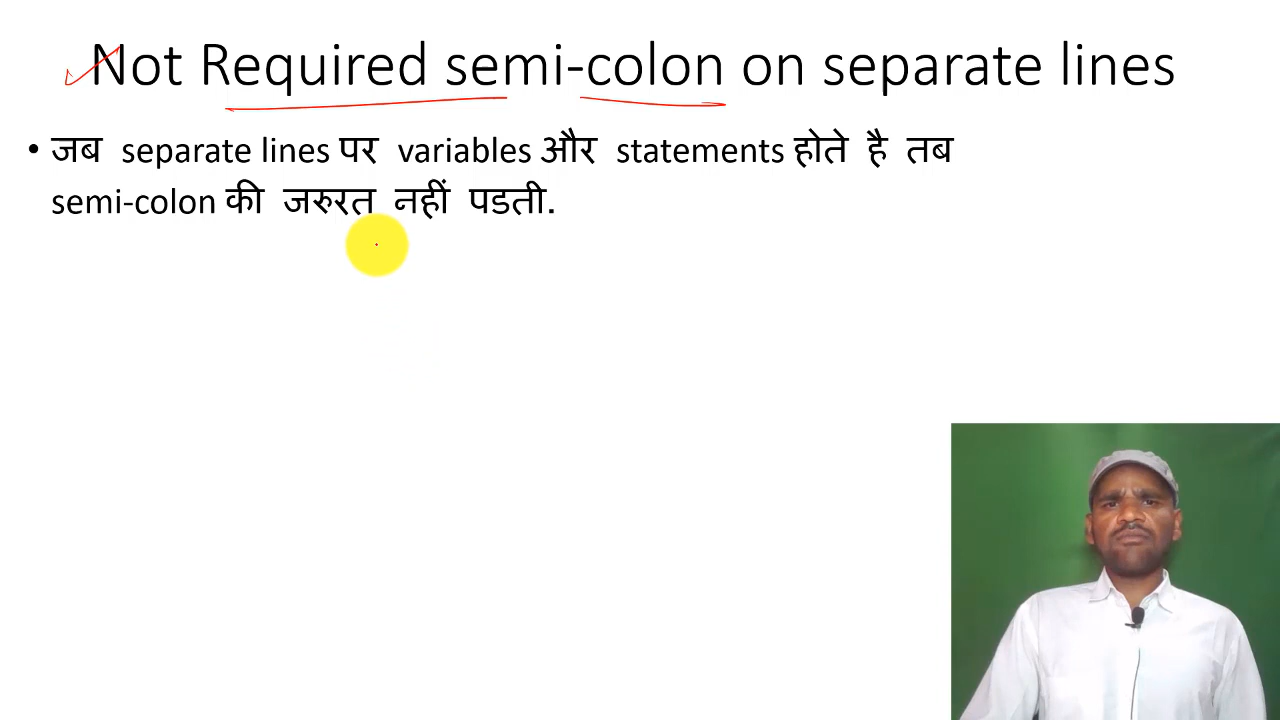 Not Required semi-colon on separate lines
• जब separate lines पर variables और statements होते है तब
semi-colon की जरुरत नहीं पडती.